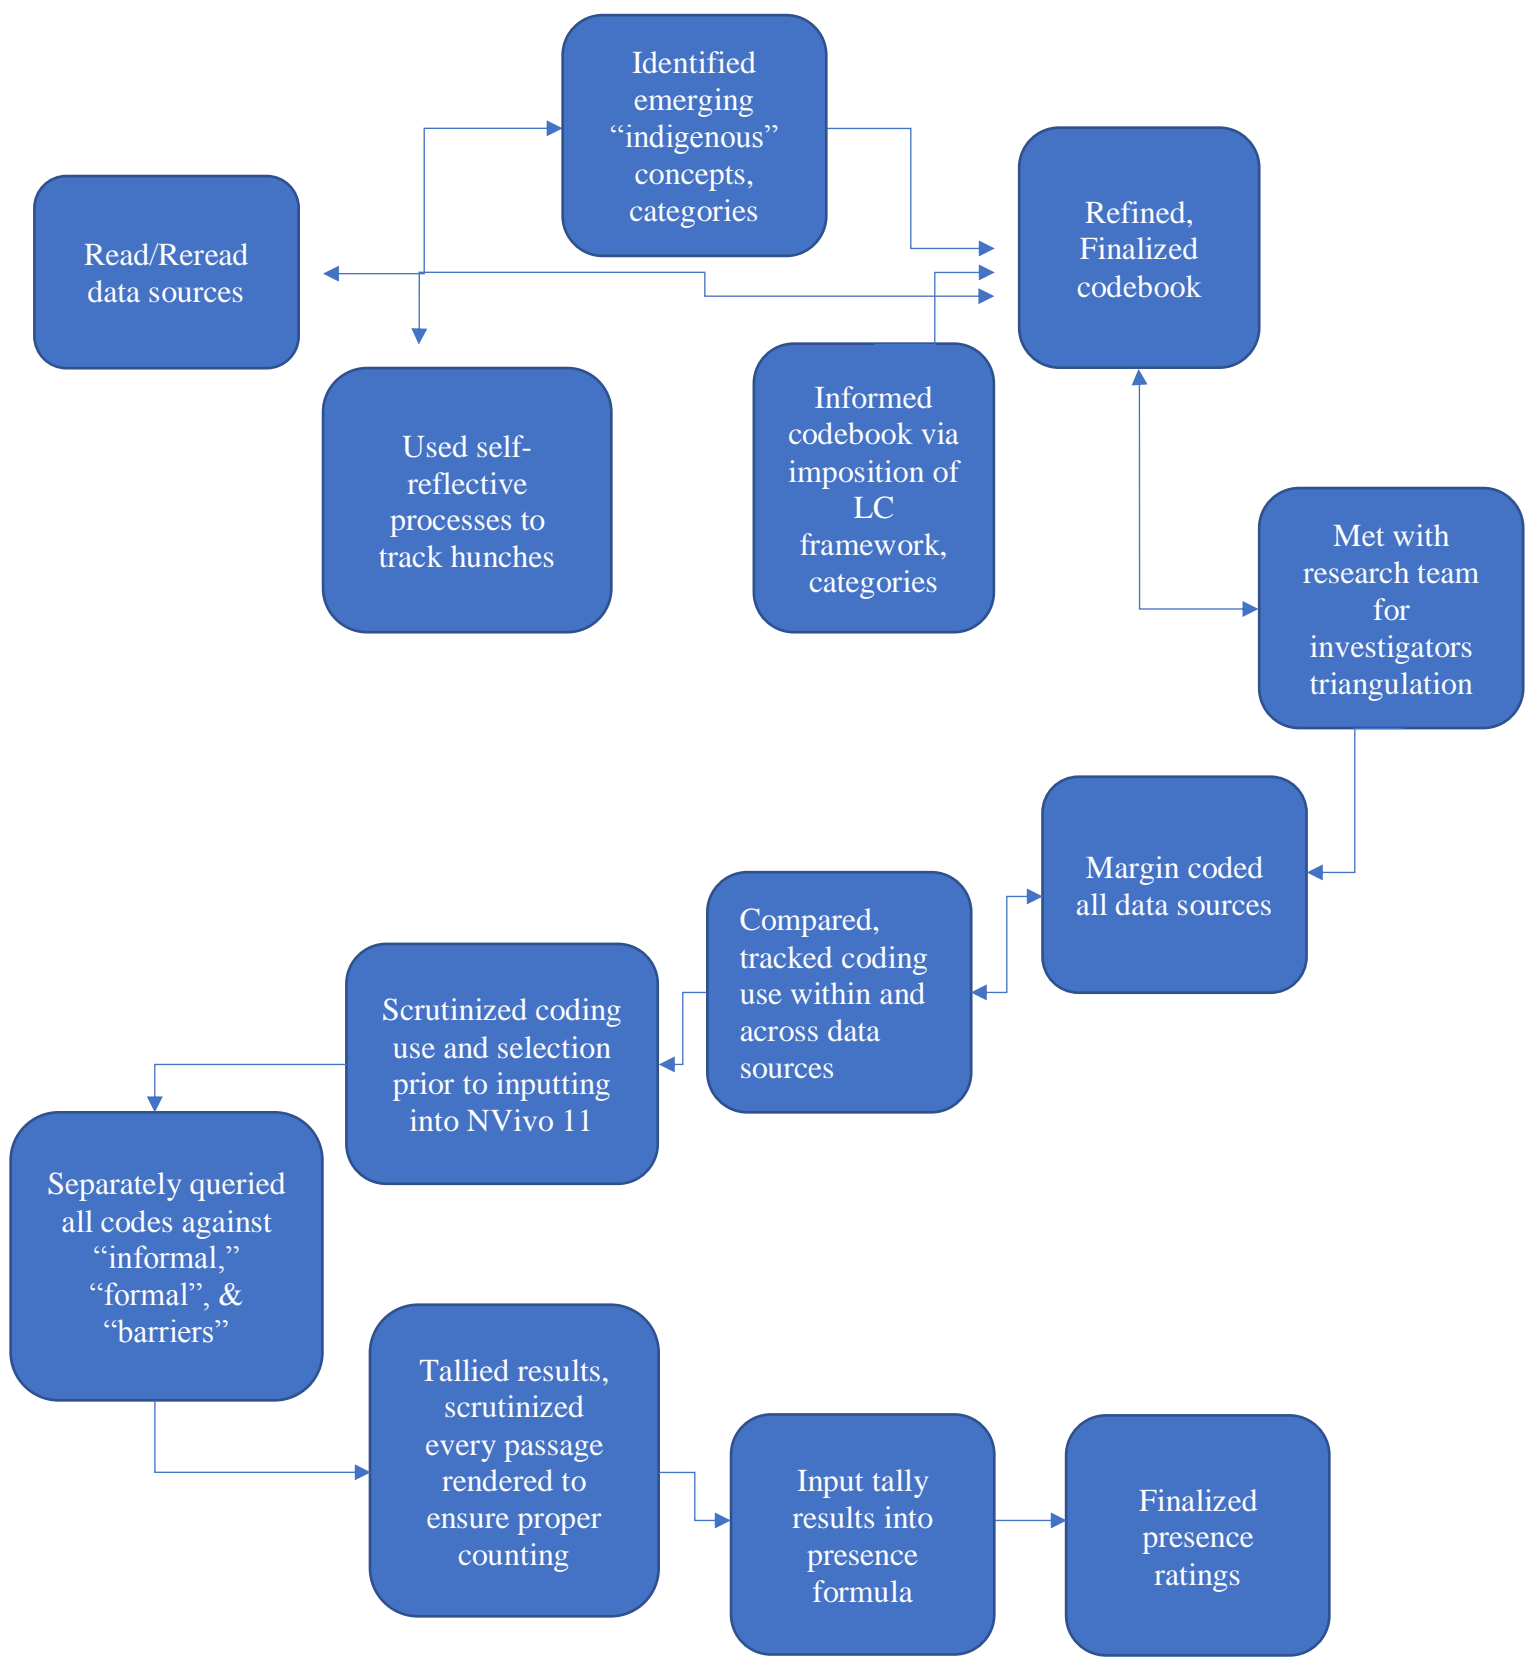 Identified
emerging
“indigenous”
concepts,
categories
Read/Reread
data sources
Refined,
Finalized
codebook
Used self-
reflective
processes to
track hunches
Informed
codebook via
imposition of
LC
framework,
categories
Met with
research team
for
investigators
triangulation
Margin coded
all data sources
Compared,
tracked coding
use within and
across data
sources
Scrutinized coding
use and selection
prior to inputting
into NVivo 11
Separately queried
all codes against
“informal,”
“formal”, &
“barriers”
Tallied results,
scrutinized
every passage
rendered to
ensure proper
counting
Input tally
results into
presence
formula
Finalized
presence
ratings